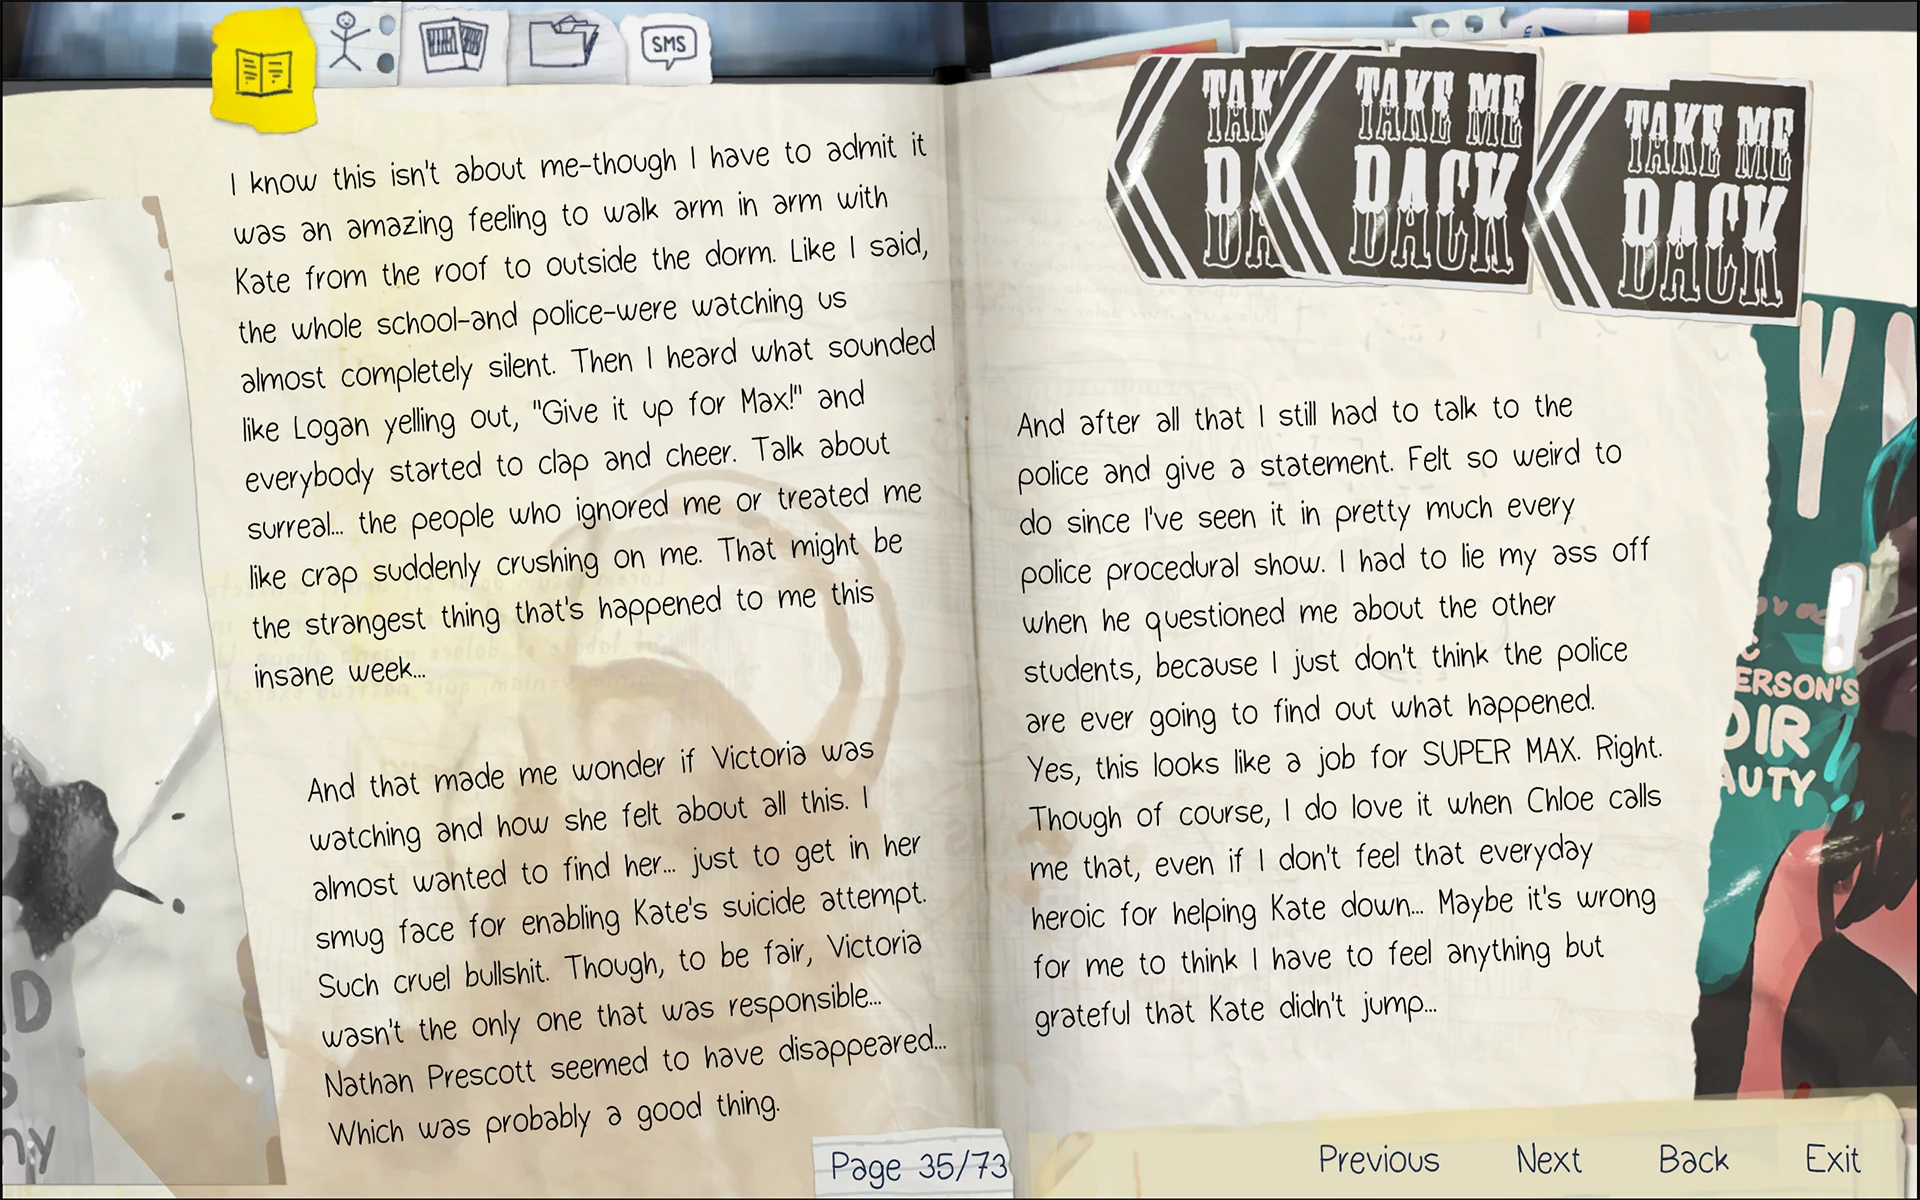 SMS
I know this isn't about me-though I have to admit it
was an amazing feeling to walk arm in arm with
Kate from the roof to outside the dorm. Like I said,
the whole school-and police-were watching us
almost completely silent. Then I heard what sounded
like Logan yelling out, "Give it up for Max!" and
everybody started to clap and cheer. Talk about
surreal... the people who ignored me or treated me
like crap suddenly crushing on me. That might be
the strangest thing that's happened to me this
insane week...
And that made me wonder if Victoria was
watching and how she felt about all this. I
almost wanted to find her... just to get in her
smug face for enabling Kate's suicide attempt.
Such cruel bullshit. Though, to be fair, Victoria
wasn't the only one that was responsible...
Nathan Prescott seemed to have disappeared...
Which was probably a good thing.
TAK
TAKE ME
DACK
TAKE ME
DACK
And after all that I still had to talk to the
police and give a statement. Felt so weird to
do since I've seen it in pretty much every
police procedural show. I had to lie my ass off
when he questioned me about the other
students, because I just don't think the police
are ever going to find out what happened.
Yes, this looks like a job for SUPER MAX. Right.
Though of course, I do love it when Chloe calls
me that, even if I don't feel that everyday
heroic for helping Kate down... Maybe it's wrong
for me to think I have to feel anything but
grateful that Kate didn't jump...
ERSON'S
OIR
AUTY
Page 35/73
Previous
Next
Back
Exit